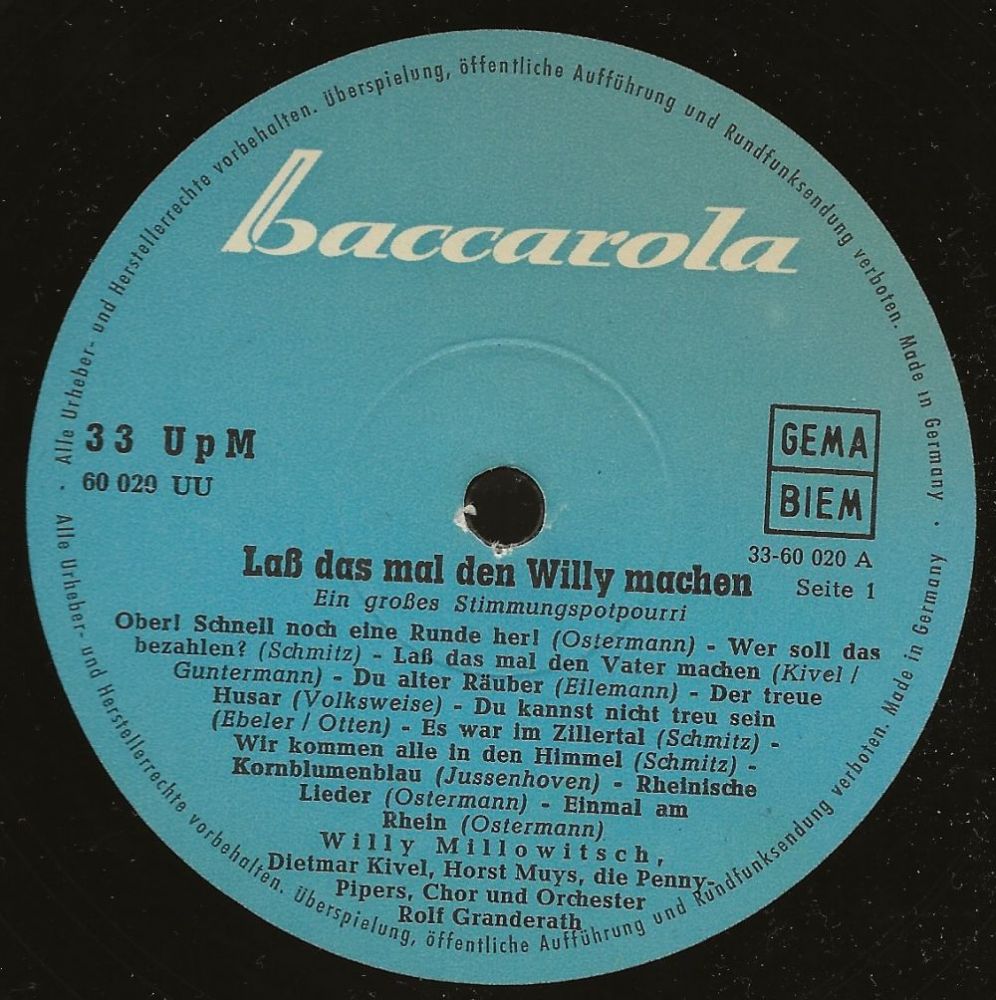 Alle Urheber- und Herstellerrechte vorbehalten. Überspielung, öffentliche Aufführung und Rundfunksendung verboten. Made in Germany ·
baccarola
33 UpM
60 029 UU
GEMA
BIEM
33-60 020 A
Seite 1
Laß das mal den Willy machen
Ein großes Stimmungspotpourri
Ober! Schnell noch eine Runde her! (Ostermann) - Wer soll das
bezahlen? (Schmitz) - Laß das mal den Vater machen (Kivel /
Guntermann) - Du alter Räuber (Eilemann) - Der treue
Husar (Volksweise) - Du kannst nicht treu sein
(Ebeler / Otten) - Es war im Zillertal (Schmitz) -
Wir kommen alle in den Himmel (Schmitz) -
Kornblumenblau (Jussenhoven) - Rheinische
Lieder (Ostermann) - Einmal am
Rhein (Ostermann)
Willy Millowitsch,
Dietmar Kivel, Horst Muys, die Penny-
Pipers, Chor und Orchester
Rolf Granderath
· Alle Urheber- und Herstellerrechte vorbehalten. Überspielung, öffentliche Aufführung und Rundfunksendung verboten. Made in Germany